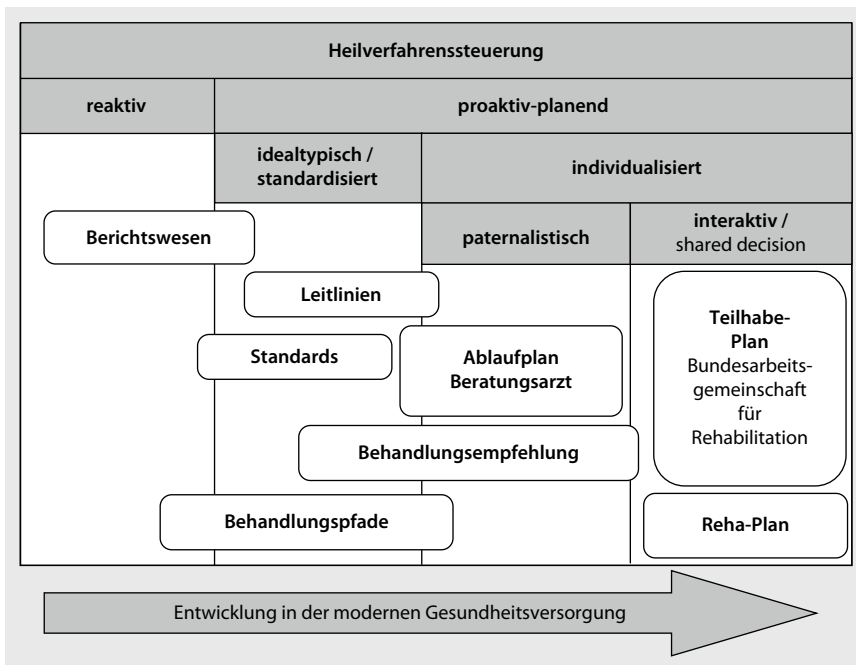 Heilverfahrenssteuerung
reaktiv
proaktiv-planend
idealtypisch /
standardisiert
individualisiert
paternalistisch
interaktiv /
shared decision
Berichtswesen
Leitlinien
Standards
Ablaufplan
Beratungsarzt
Teilhabe-
Plan
Bundesarbeits-
gemeinschaft
für
Rehabilitation
Behandlungsempfehlung
Behandlungspfade
Reha-Plan
Entwicklung in der modernen Gesundheitsversorgung